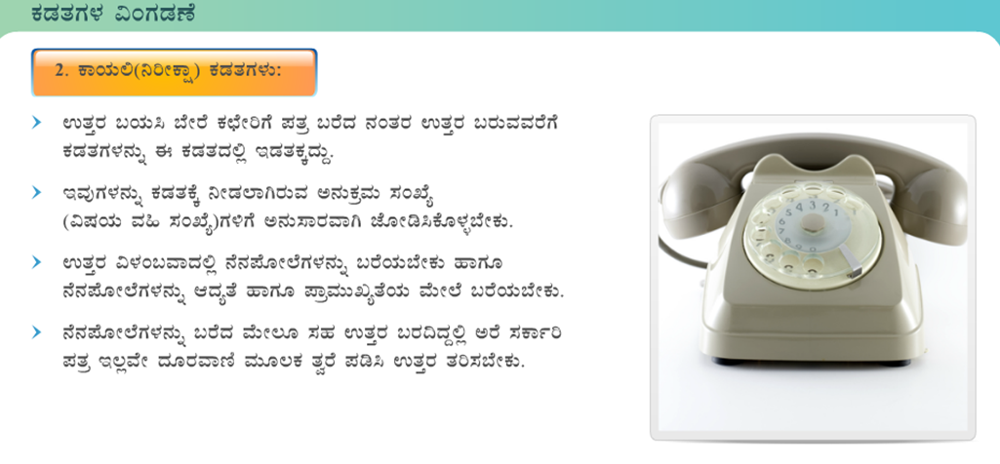 ಕಡತಗಳ ವಿಂಗಡಣೆ
2. ಕಾಯಲಿ(ನಿರೀಕ್ಷಾ) ಕಡತಗಳು:
ಉತ್ತರ ಬಯಸಿ ಬೇರೆ ಕಛೇರಿಗೆ ಪತ್ರ ಬರೆದ ನಂತರ ಉತ್ತರ ಬರುವವರೆಗೆ
ಕಡತಗಳನ್ನು ಈ ಕಡತದಲ್ಲಿ ಇಡತಕ್ಕದ್ದು.
ಇವುಗಳನ್ನು ಕಡತಕ್ಕೆ ನೀಡಲಾಗಿರುವ ಅನುಕ್ರಮ ಸಂಖ್ಯೆ
(ವಿಷಯ ವಹಿ ಸಂಖ್ಯೆ)ಗಳಿಗೆ ಅನುಸಾರವಾಗಿ ಜೋಡಿಸಿಕೊಳ್ಳಬೇಕು.
ಉತ್ತರ ವಿಳಂಬವಾದಲ್ಲಿ ನೆನಪೋಲೆಗಳನ್ನು ಬರೆಯಬೇಕು ಹಾಗೂ
ನೆನಪೋಲೆಗಳನ್ನು ಆದ್ಯತೆ ಹಾಗೂ ಪ್ರಾಮುಖ್ಯತೆಯ ಮೇಲೆ ಬರೆಯಬೇಕು.
ನೆನಪೋಲೆಗಳನ್ನು ಬರೆದ ಮೇಲೂ ಸಹ ಉತ್ತರ ಬರದಿದ್ದಲ್ಲಿ ಅರೆ ಸರ್ಕಾರಿ
ಪತ್ರ ಇಲ್ಲವೇ ದೂರವಾಣಿ ಮೂಲಕ ತ್ವರೆ ಪಡಿಸಿ ಉತ್ತರ ತರಿಸಬೇಕು.